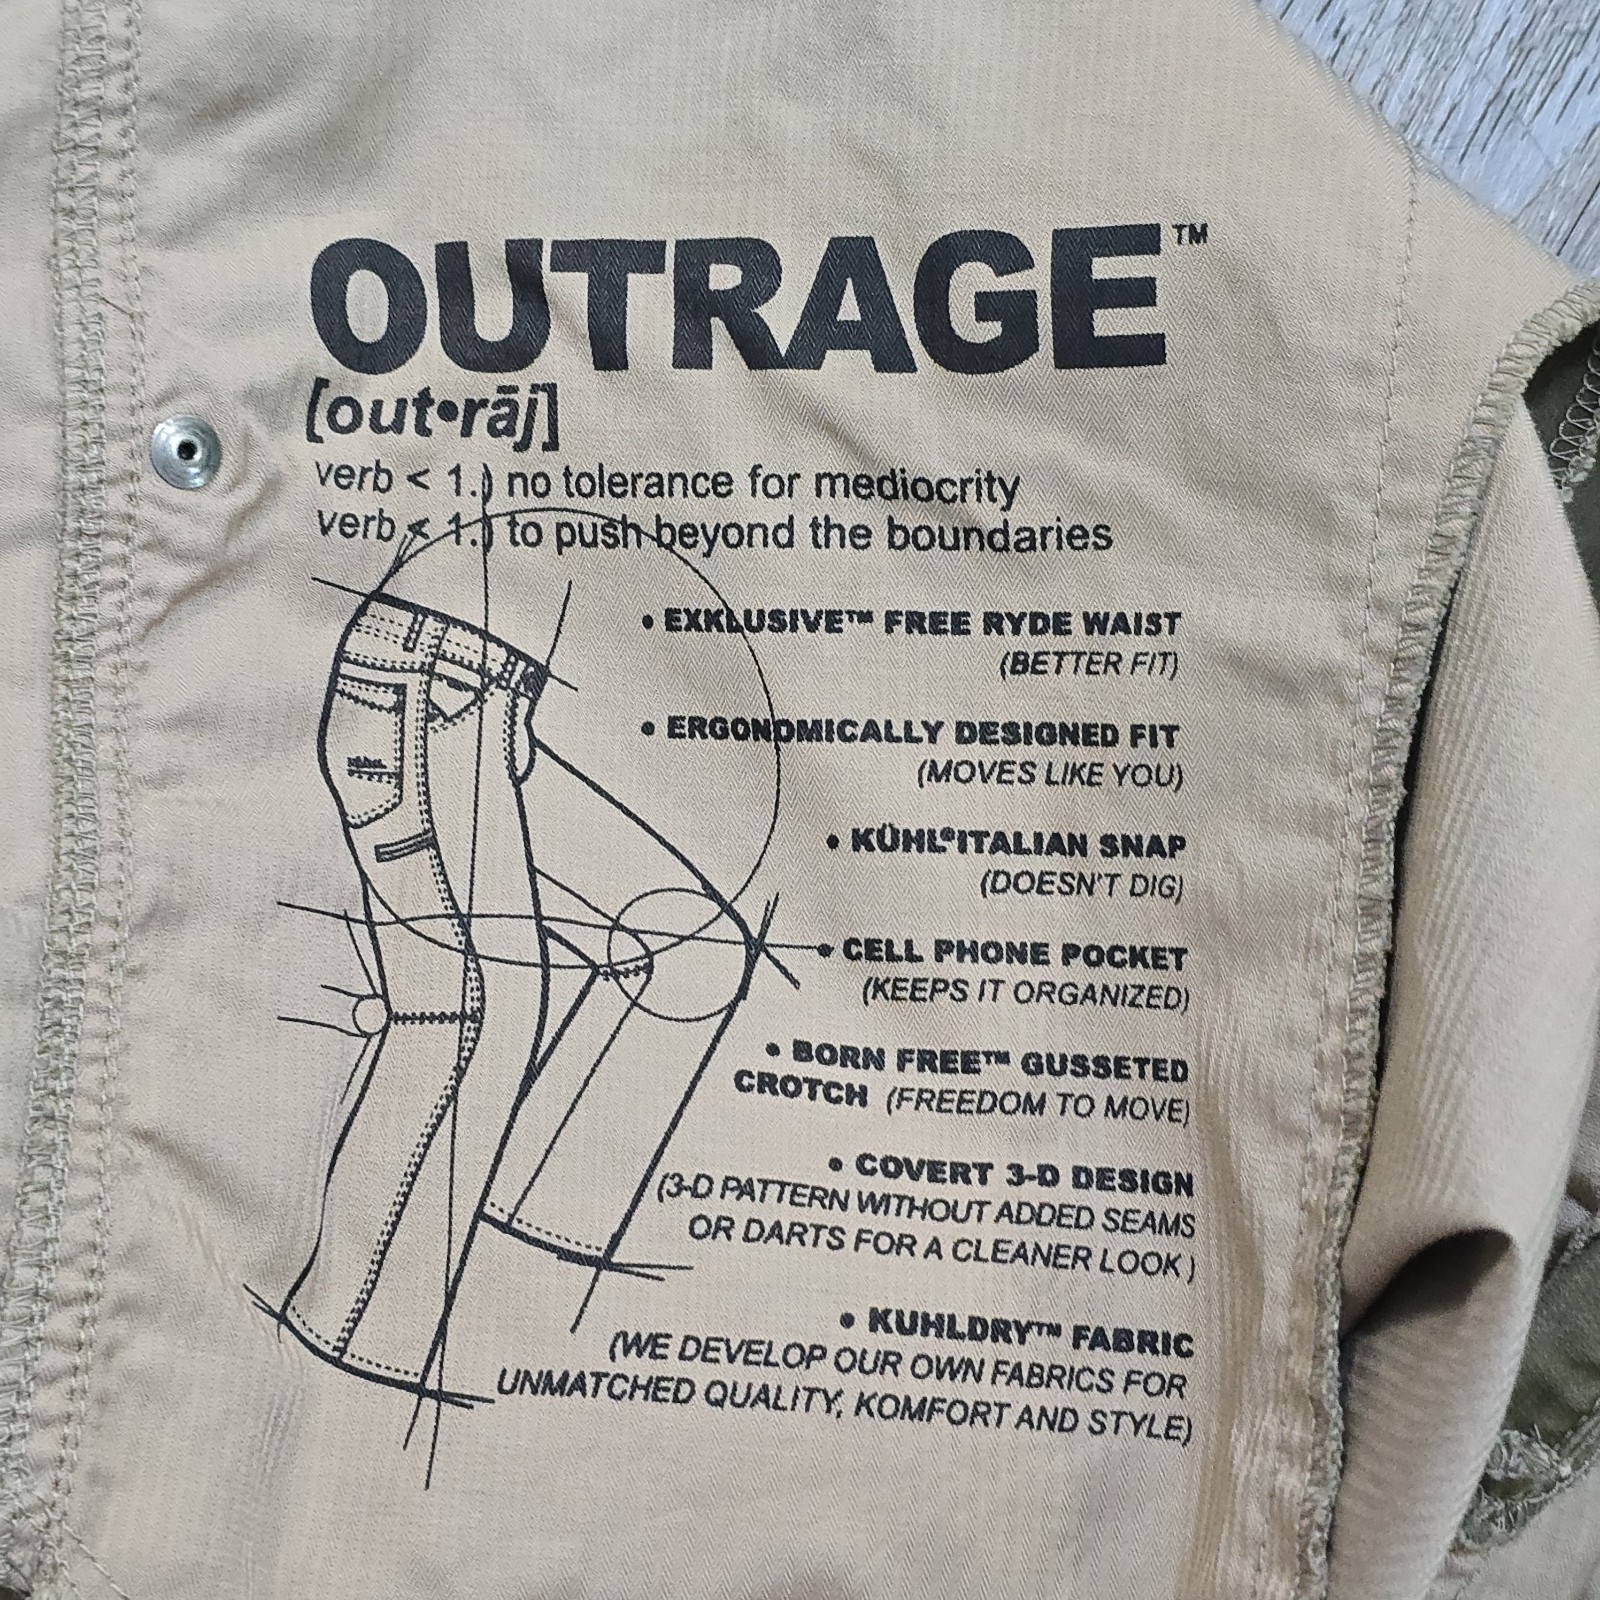 OUTRAGE™
[out•rāj]
verb < 1.) no tolerance for mediocrity
verb < 1.) to push beyond the boundaries
• EXKLUSIVE™ FREE RYDE WAIST
(BETTER FIT)
• ERGONOMICALLY DESIGNED FIT
(MOVES LIKE YOU)
• KÜHL®ITALIAN SNAP
(DOESN'T DIG)
• CELL PHONE POCKET
(KEEPS IT ORGANIZED)
• BORN FREE™ GUSSETED
CROTCH (FREEDOM TO MOVE)
• COVERT 3-D DESIGN
(3-D PATTERN WITHOUT ADDED SEAMS
OR DARTS FOR A CLEANER LOOK )
• KUHLDRY™ FABRIC
(WE DEVELOP OUR OWN FABRICS FOR
UNMATCHED QUALITY, KOMFORT AND STYLE)